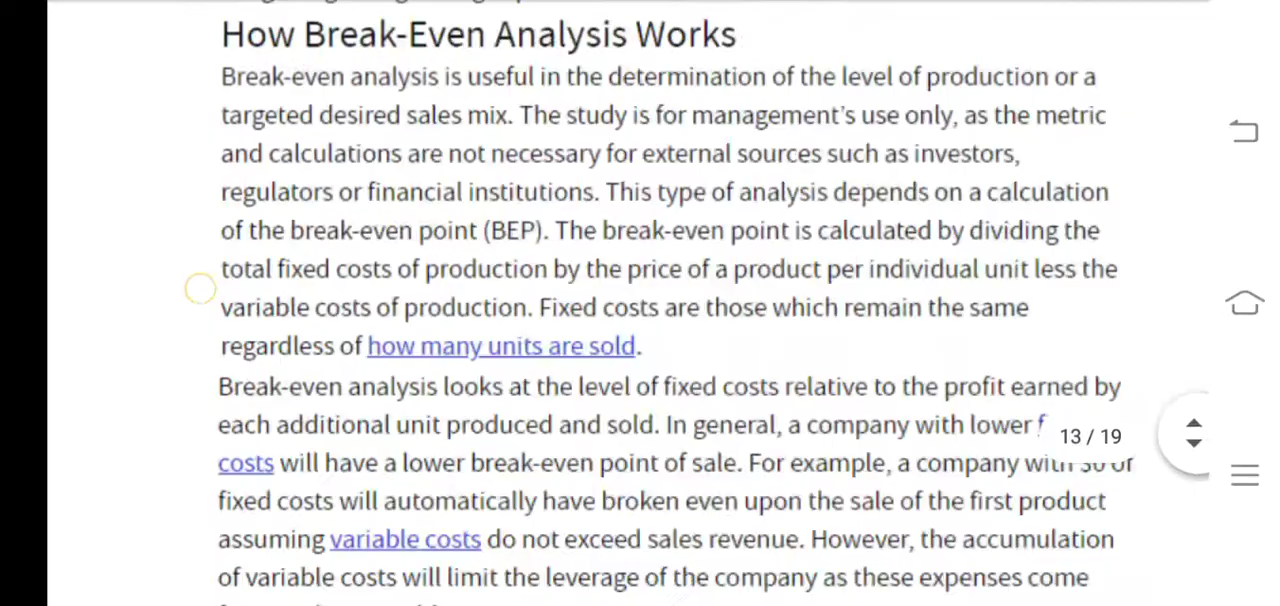 How Break-Even Analysis Works
Break-even analysis is useful in the determination of the level of production or a
targeted desired sales mix. The study is for management's use only, as the metric
and calculations are not necessary for external sources such as investors,
regulators or financial institutions. This type of analysis depends on a calculation
of the break-even point (BEP). The break-even point is calculated by dividing the
total fixed costs of production by the price of a product per individual unit less the
variable costs of production. Fixed costs are those which remain the same
regardless of how many units are sold.
Break-even analysis looks at the level of fixed costs relative to the profit earned by
each additional unit produced and sold. In general, a company with lower
13 / 19
costs will have a lower break-even point of sale. For example, a company with $0 of
fixed costs will automatically have broken even upon the sale of the first product
assuming variable costs do not exceed sales revenue. However, the accumulation
of variable costs will limit the leverage of the company as these expenses come